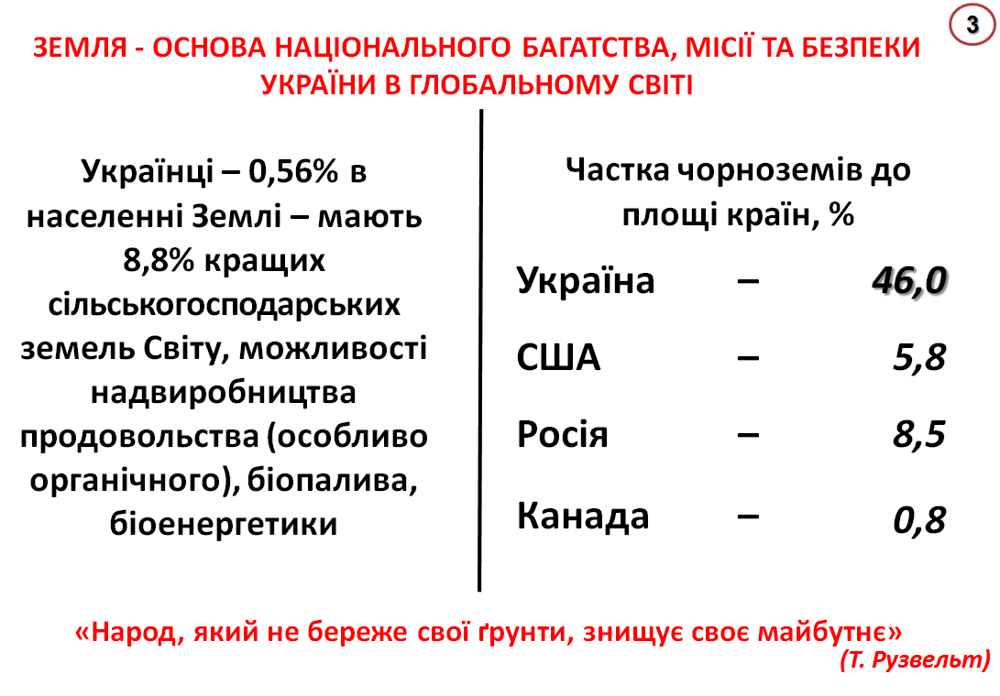 3
ЗЕМЛЯ - ОСНОВА НАЦІОНАЛЬНОГО БАГАТСТВА, МІСІЇ ТА БЕЗПЕКИ
УКРАЇНИ В ГЛОБАЛЬНОМУ СВІТІ
Українці – 0,56% в
населенні Землі – мають
8,8% кращих
сільськогосподарських
земель Світу, можливості
надвиробництва
продовольства (особливо
органічного), біопалива,
біоенергетики
Частка чорноземів до
площі країн, %
Україна – 46,0
США – 5,8
Росія – 8,5
Канада – 0,8
«Народ, який не береже свої ґрунти, знищує своє майбутнє»
(Т. Рузвельт)